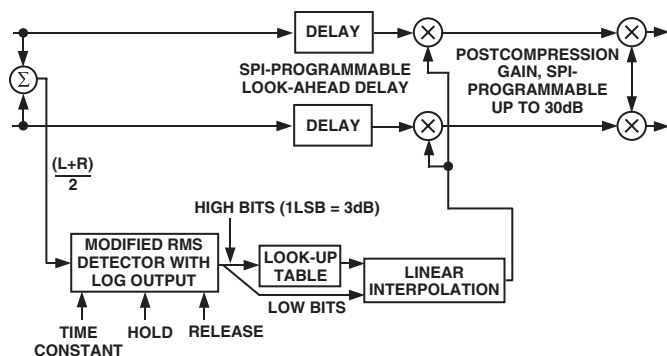 DELAY
SPI-PROGRAMMABLE
LOOK-AHEAD DELAY
POSTCOMPRESSION
GAIN, SPI-
PROGRAMMABLE
UP TO 30dB
Σ
DELAY
(L+R)
2
HIGH BITS (1LSB = 3dB)
MODIFIED RMS
DETECTOR WITH
LOG OUTPUT
LOOK-UP
TABLE
LINEAR
INTERPOLATION
LOW BITS
TIME
CONSTANT
HOLD
RELEASE